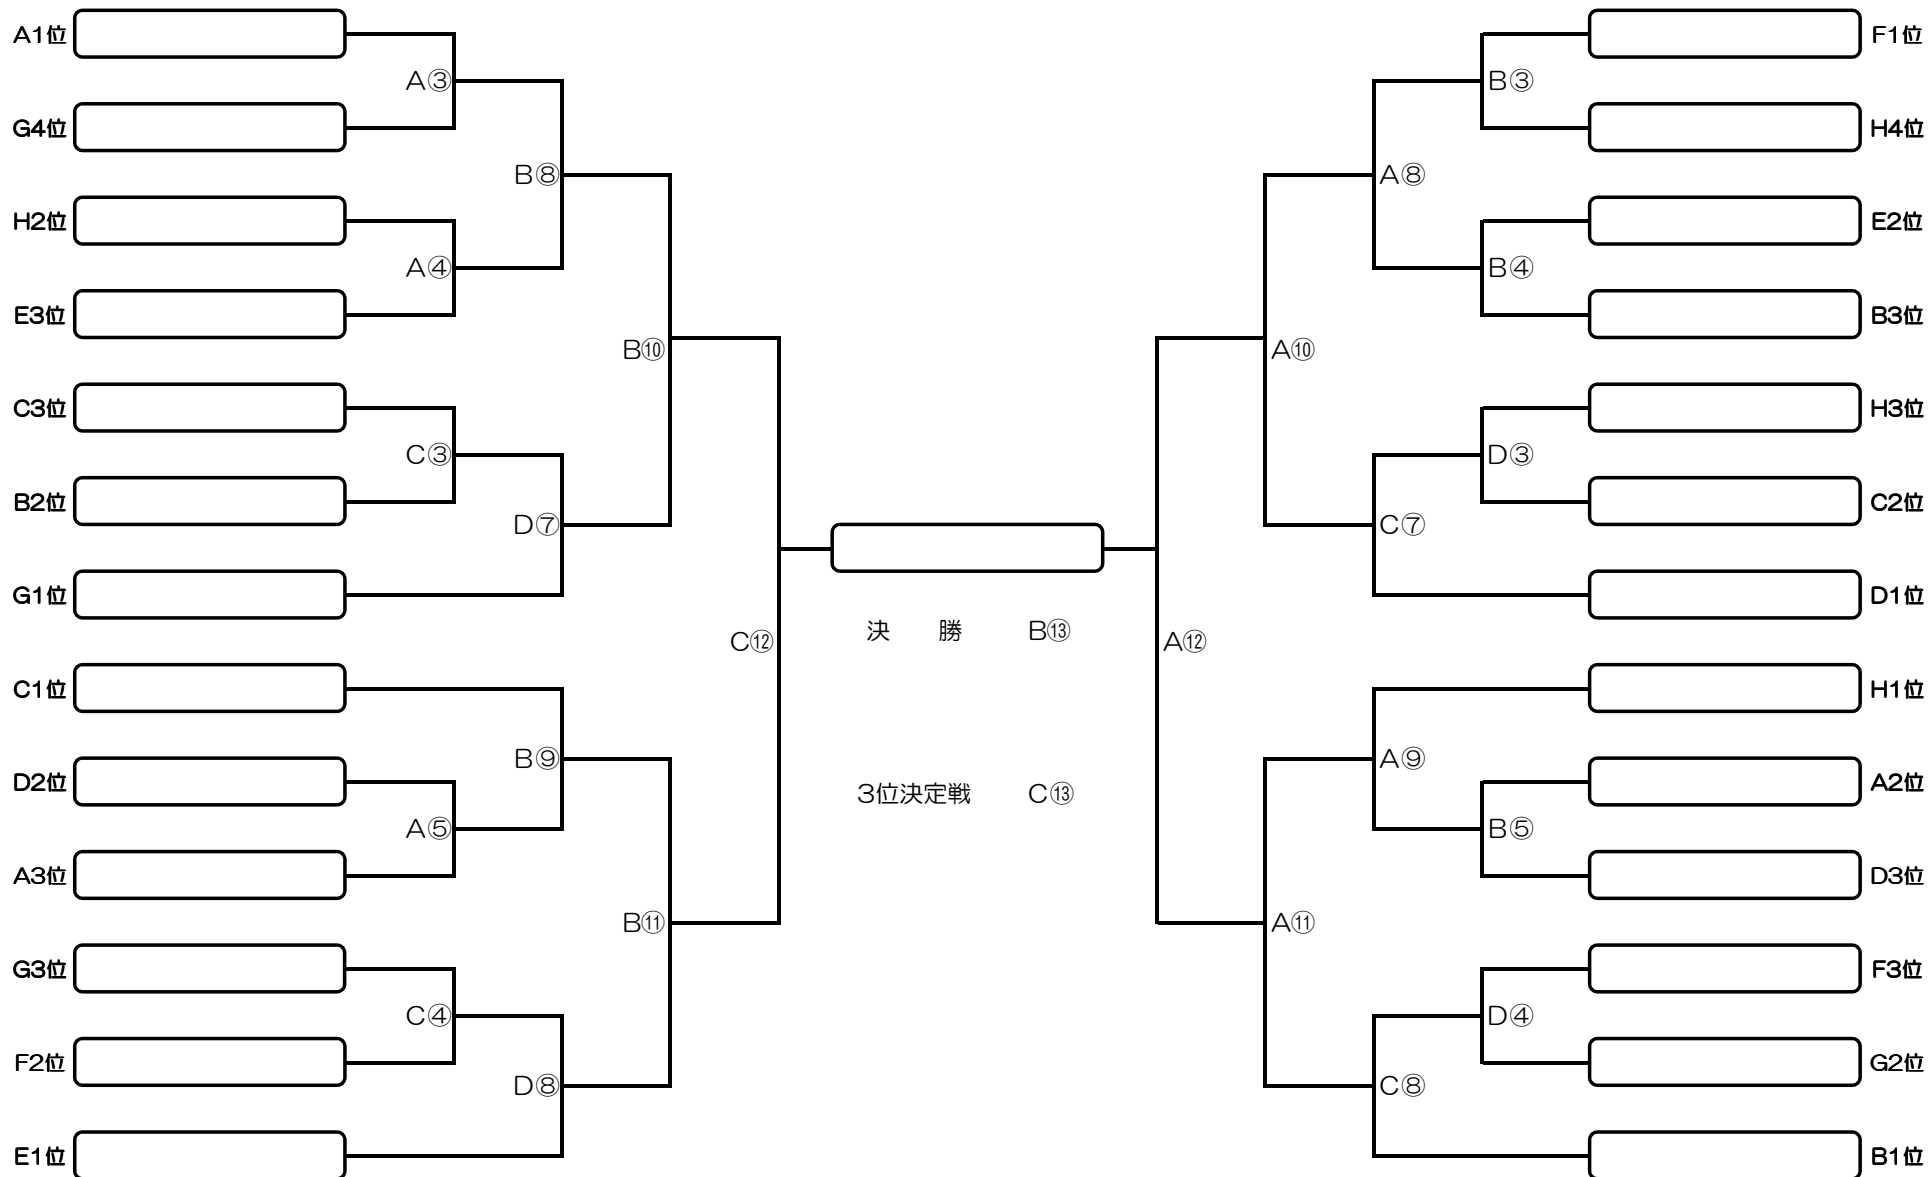 A1位
F1位
A③
B③
G4位
H4位
B⑧
A⑧
H2位
E2位
A④
B④
E3位
B3位
B⑩
A⑩
C3位
H3位
C③
D③
B2位
C2位
D⑦
C⑦
G1位
D1位
決　勝　B⑬
C⑫
A⑫
C1位
H1位
B⑨
A⑨
D2位
A2位
3位決定戦　C⑬
A⑤
B⑤
A3位
D3位
B⑪
A⑪
G3位
F3位
C④
D④
F2位
G2位
D⑧
C⑧
E1位
B1位